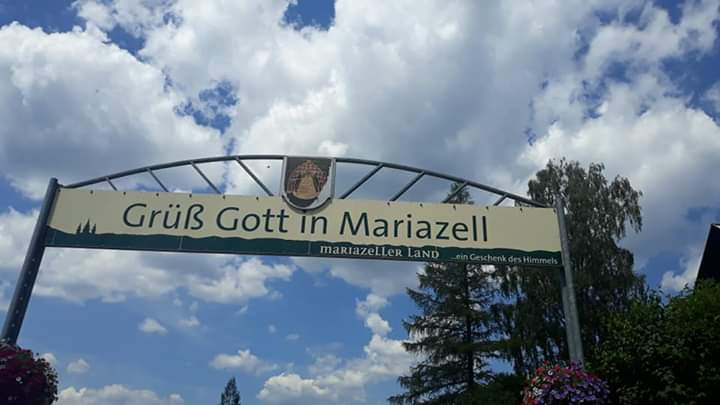 Grüß Gott in Mariazell
mariazeller Land ...ein Geschenk des Himmels